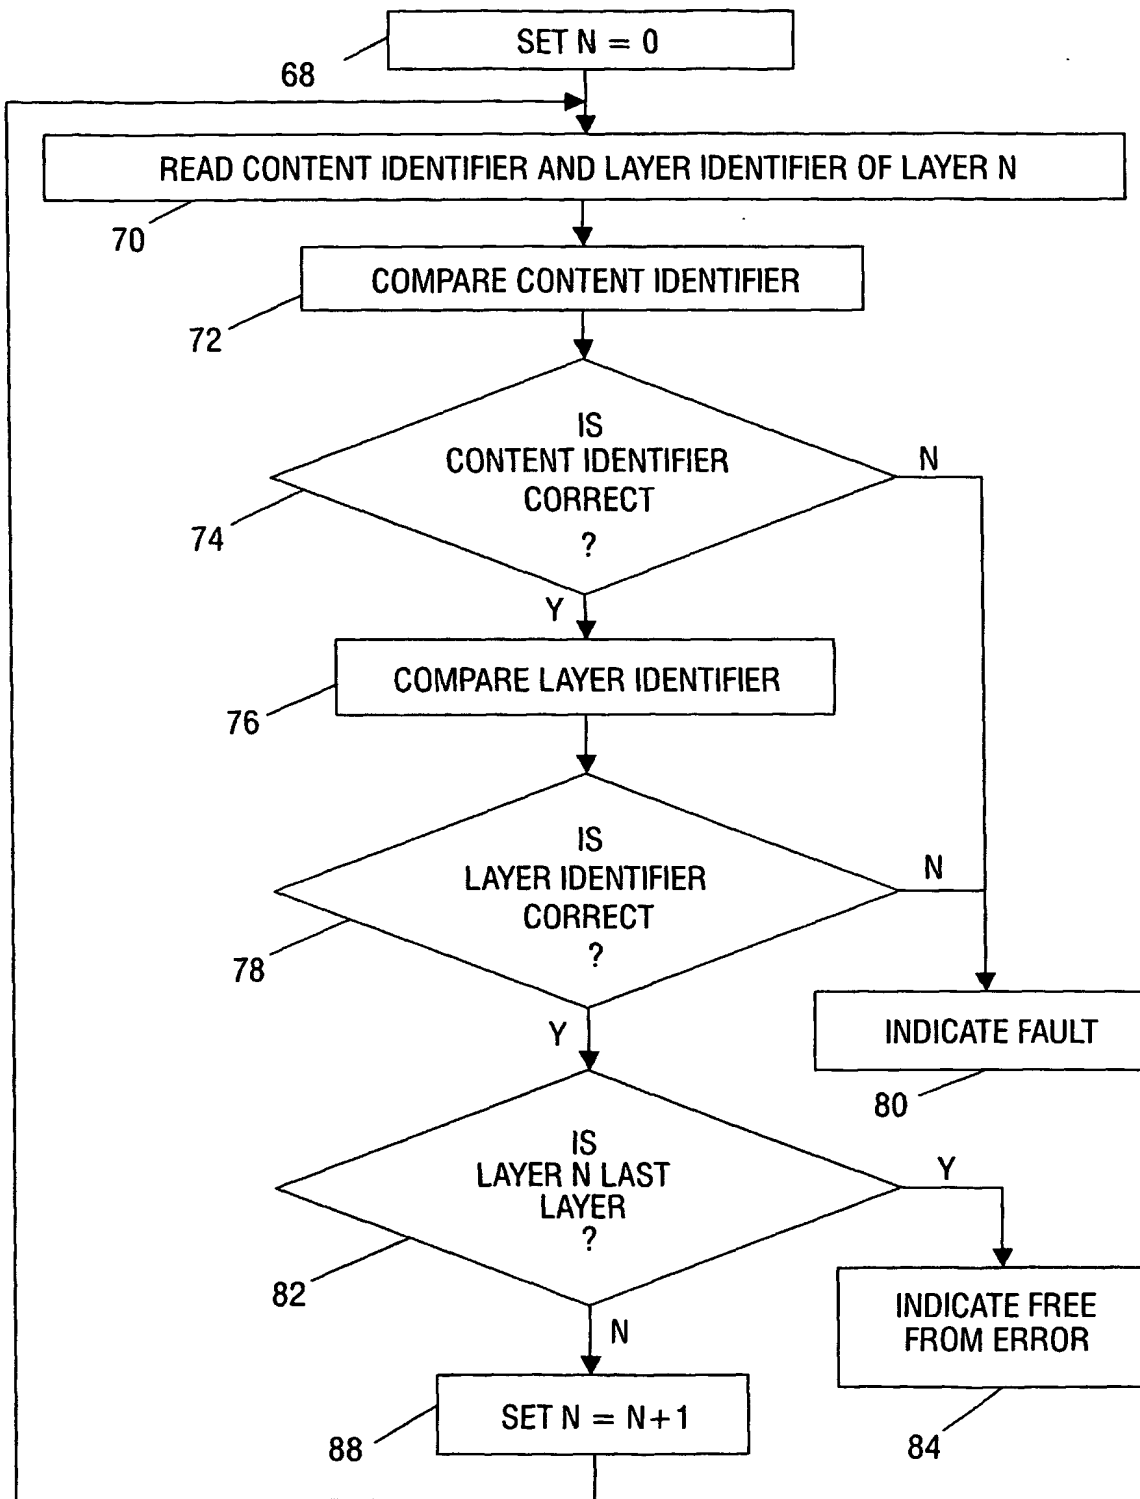 SET N = 0
68
READ CONTENT IDENTIFIER AND LAYER IDENTIFIER OF LAYER N
70
COMPARE CONTENT IDENTIFIER
72
IS
CONTENT IDENTIFIER
CORRECT
?
N
74
Y
COMPARE LAYER IDENTIFIER
76
IS
LAYER IDENTIFIER
CORRECT
?
N
78
Y
INDICATE FAULT
80
IS
LAYER N LAST
LAYER
?
Y
82
N
INDICATE FREE
FROM ERROR
84
SET N = N+1
88